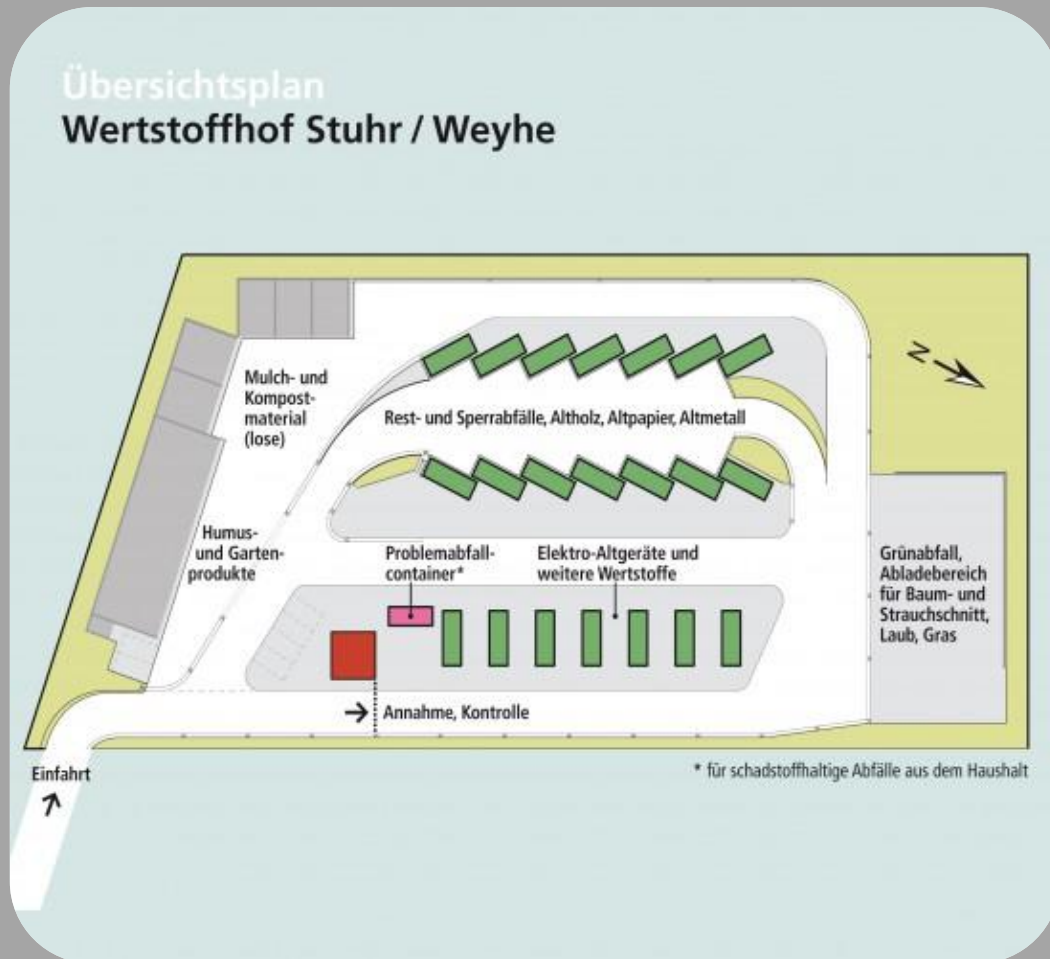 Übersichtsplan
Wertstoffhof Stuhr / Weyhe
N
Mulch- und
Kompost-
material
(lose)
Rest- und Sperrabfälle, Altholz, Altpapier, Altmetall
Humus-
und Garten-
produkte
Problemabfall-
container*
Elektro-Altgeräte und
weitere Wertstoffe
Grünabfall,
Abladebereich
für Baum- und
Strauchschnitt,
Laub, Gras
Annahme, Kontrolle
Einfahrt
* für schadstoffhaltige Abfälle aus dem Haushalt